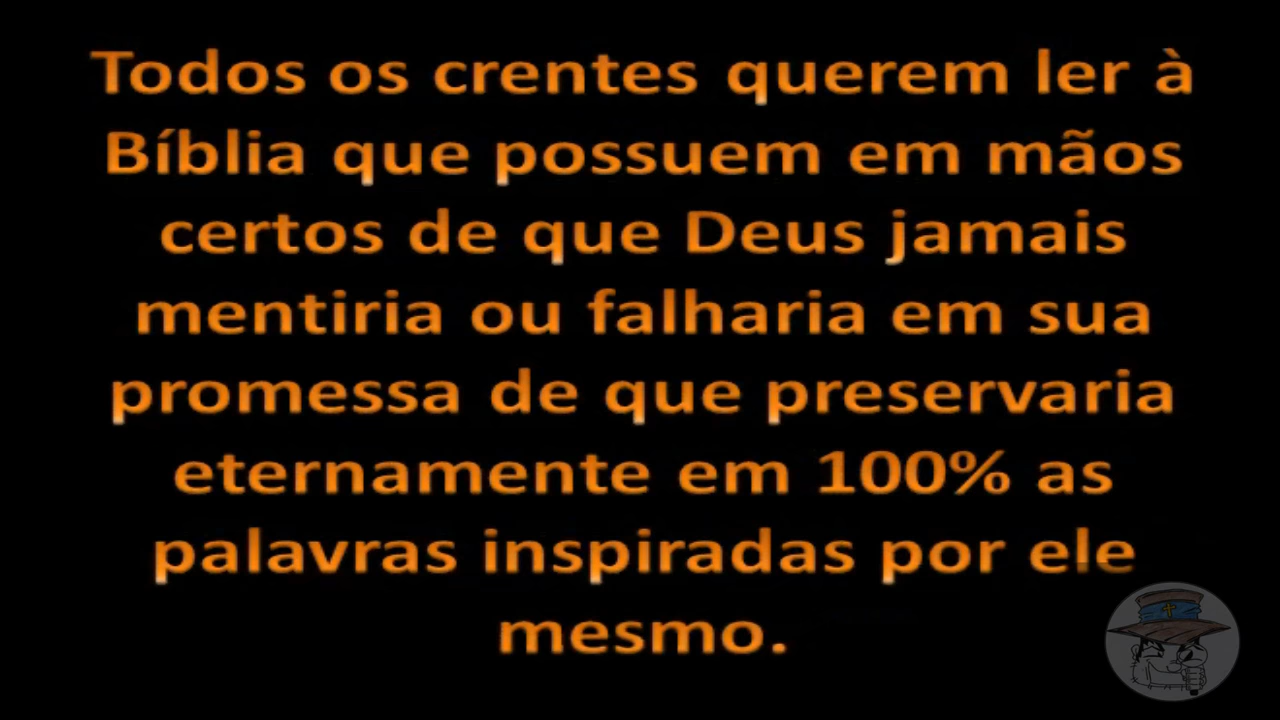 Todos os crentes querem ler à
Bíblia que possuem em mãos
certos de que Deus jamais
mentiria ou falharia em sua
promessa de que preservaria
eternamente em 100% as
palavras inspiradas por ele
mesmo.